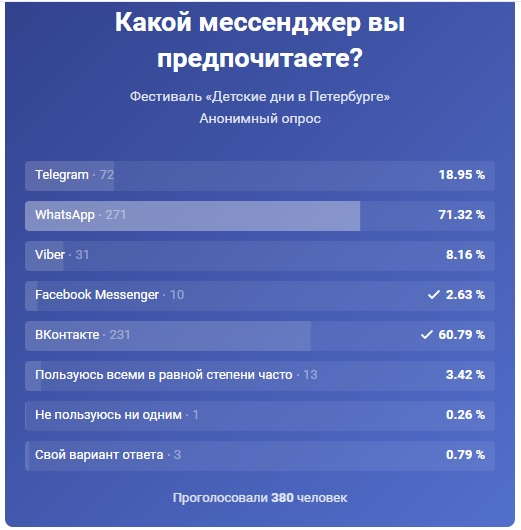 Какой мессенджер вы
предпочитаете?
Фестиваль «Детские дни в Петербурге»
Анонимный опрос
Telegram · 72 18.95 %
WhatsApp · 271 71.32 %
Viber · 31 8.16 %
Facebook Messenger · 10 2.63 %
ВКонтакте · 231 60.79 %
Пользуюсь всеми в равной степени часто · 13 3.42 %
Не пользуюсь ни одним · 1 0.26 %
Свой вариант ответа · 3 0.79 %
Проголосовали 380 человек